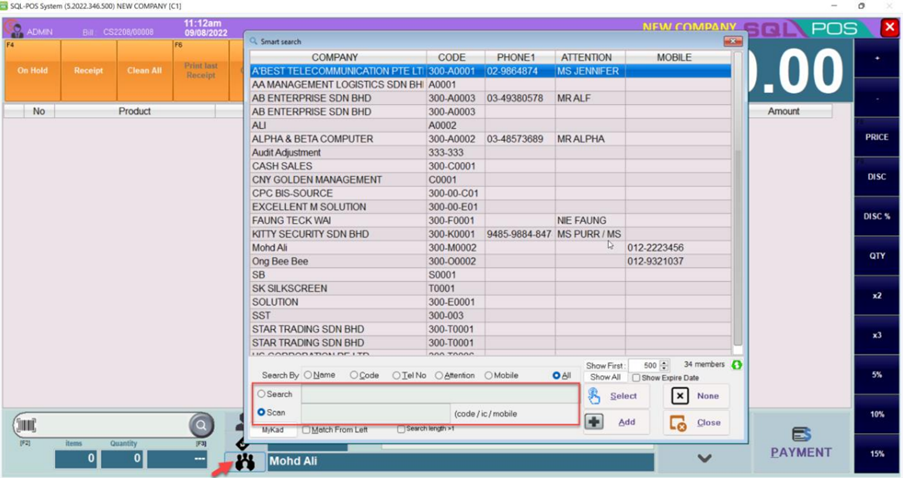 SQL-POS System (5.2022.346.500) NEW COMPANY [C1]
ADMIN
Bill CS2208/00008
11:12am
09/08/2022
NEW COMPANY
SQL POS
F4
On Hold
Receipt
Clean All
F6
Print last
Receipt
.00
No
Product
Amount
Smart search
COMPANY CODE PHONE1 ATTENTION MOBILE
A'BEST TELECOMMUNICATION PTE LT 300-A0001 02-9864874 MS JENNIFER
AA MANAGEMENT LOGISTICS SDN BH A0001
AB ENTERPRISE SDN BHD 300-A0003 03-49380578 MR ALF
AB ENTERPRISE SDN BHD 300-A0003
ALI A0002
ALPHA & BETA COMPUTER 300-A0002 03-48573689 MR ALPHA
Audit Adjustment 333-333
CASH SALES 300-C0001
CNY GOLDEN MANAGEMENT C0001
CPC BIS-SOURCE 300-00-C01
EXCELLENT M SOLUTION 300-00-E01
FAUNG TECK WAI 300-F0001 NIE FAUNG
KITTY SECURITY SDN BHD 300-K0001 9485-9884-847 MS PURR / MS
Mohd Ali 300-M0002 012-2223456
Ong Bee Bee 300-O0002 012-9321037
SB S0001
SK SILKSCREEN T0001
SOLUTION 300-E0001
SST 300-003
STAR TRADING SDN BHD 300-T0001
STAR TRADING SDN BHD 300-T0001
Search By Name Code Tel No Attention Mobile All
Show First : 500 34 members
Show All Show Expire Date
Search
Scan
(code / ic / mobile
MyKad Match From Left Search length >1
Select
None
Add
Close
+
-
PRICE
DISC
DISC %
QTY
x2
x3
5%
10%
15%
[F2]
Items
Quantity
[F3]
0
0
---
Mohd Ali
PAYMENT